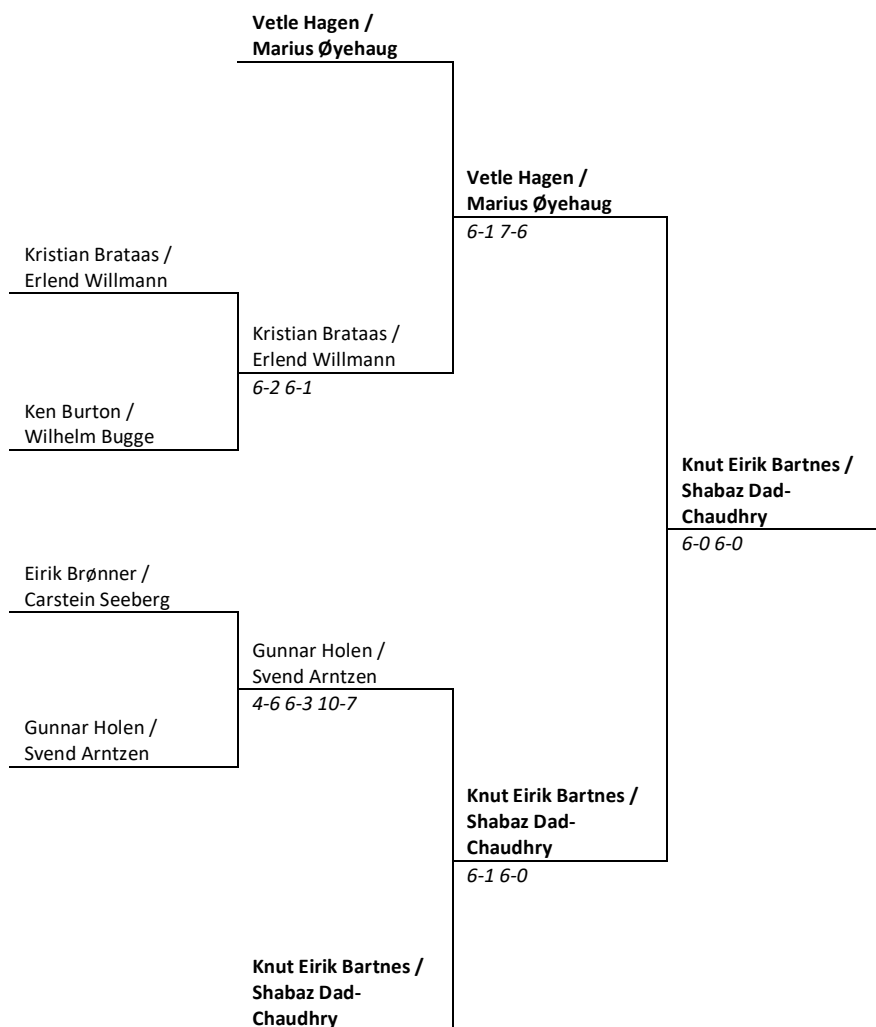 Vetle Hagen /
Marius Øyehaug
Vetle Hagen /
Marius Øyehaug
6-1 7-6
Kristian Brataas /
Erlend Willmann
Kristian Brataas /
Erlend Willmann
6-2 6-1
Ken Burton /
Wilhelm Bugge
Knut Eirik Bartnes /
Shabaz Dad-
Chaudhry
6-0 6-0
Eirik Brønner /
Carstein Seeberg
Gunnar Holen /
Svend Arntzen
4-6 6-3 10-7
Gunnar Holen /
Svend Arntzen
Knut Eirik Bartnes /
Shabaz Dad-
Chaudhry
6-1 6-0
Knut Eirik Bartnes /
Shabaz Dad-
Chaudhry